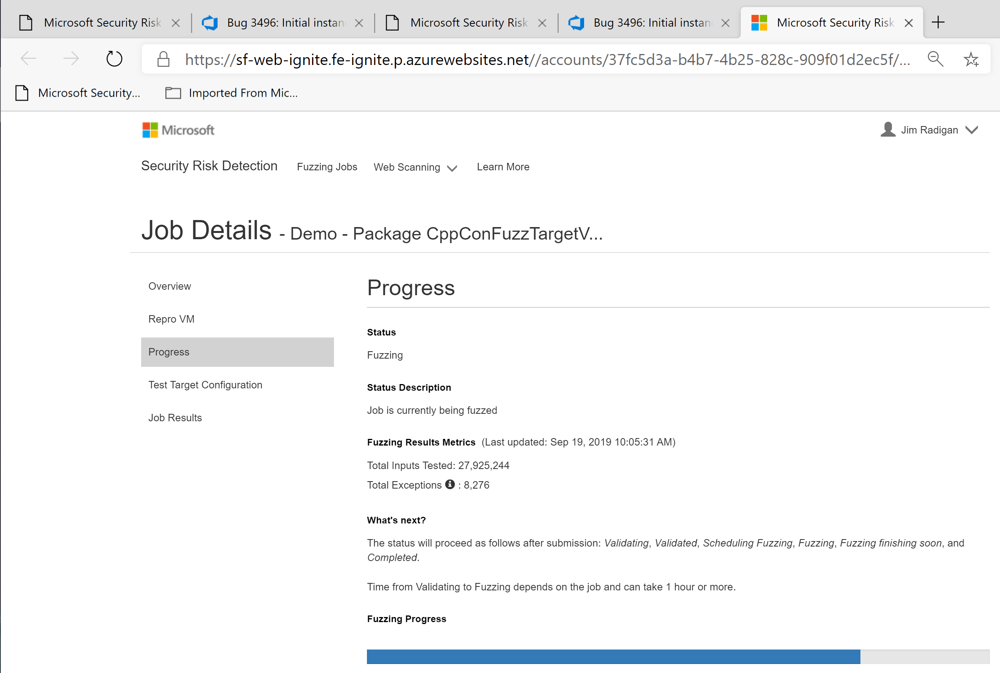 Microsoft Security Risk
Bug 3496: Initial instan
Microsoft Security Risk
Bug 3496: Initial instan
Microsoft Security Risk
https://sf-web-ignite.fe-ignite.p.azurewebsites.net//accounts/37fc5d3a-b4b7-4b25-828c-909f01d2ec5f/...
Microsoft Security...
Imported From Mic...
Microsoft
Jim Radigan
Security Risk Detection
Fuzzing Jobs
Web Scanning
Learn More
Job Details - Demo - Package CppConFuzzTargetV...
Overview
Repro VM
Progress
Test Target Configuration
Job Results
Progress
Status
Fuzzing
Status Description
Job is currently being fuzzed
Fuzzing Results Metrics (Last updated: Sep 19, 2019 10:05:31 AM)
Total Inputs Tested: 27,925,244
Total Exceptions : 8,276
What's next?
The status will proceed as follows after submission: Validating, Validated, Scheduling Fuzzing, Fuzzing, Fuzzing finishing soon, and
Completed.
Time from Validating to Fuzzing depends on the job and can take 1 hour or more.
Fuzzing Progress